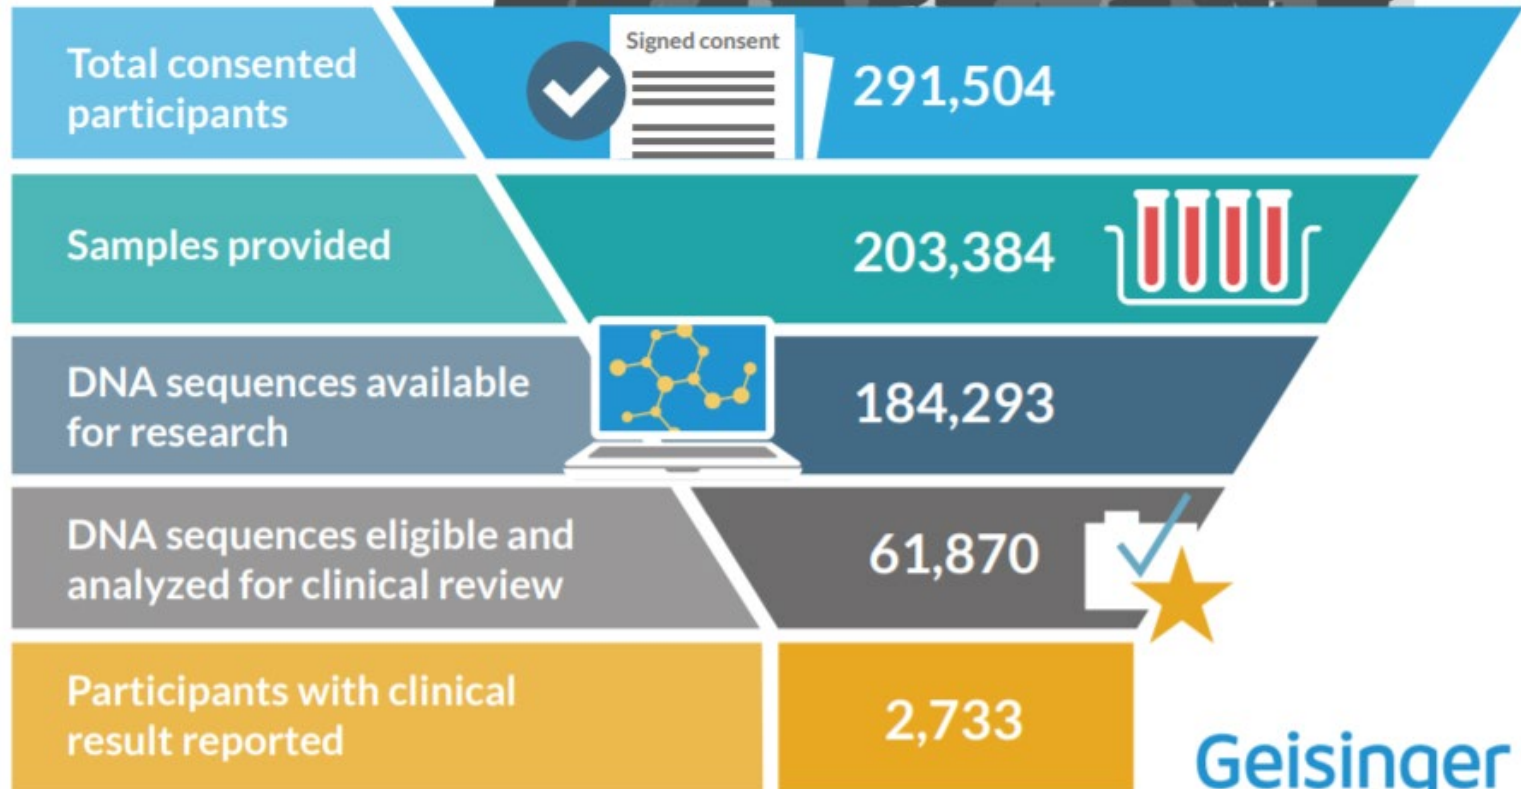 Total consented
participants
Signed consent
291,504
Samples provided
203,384
DNA sequences available
for research
184,293
DNA sequences eligible and
analyzed for clinical review
61,870
Participants with clinical
result reported
2,733
Geisinger